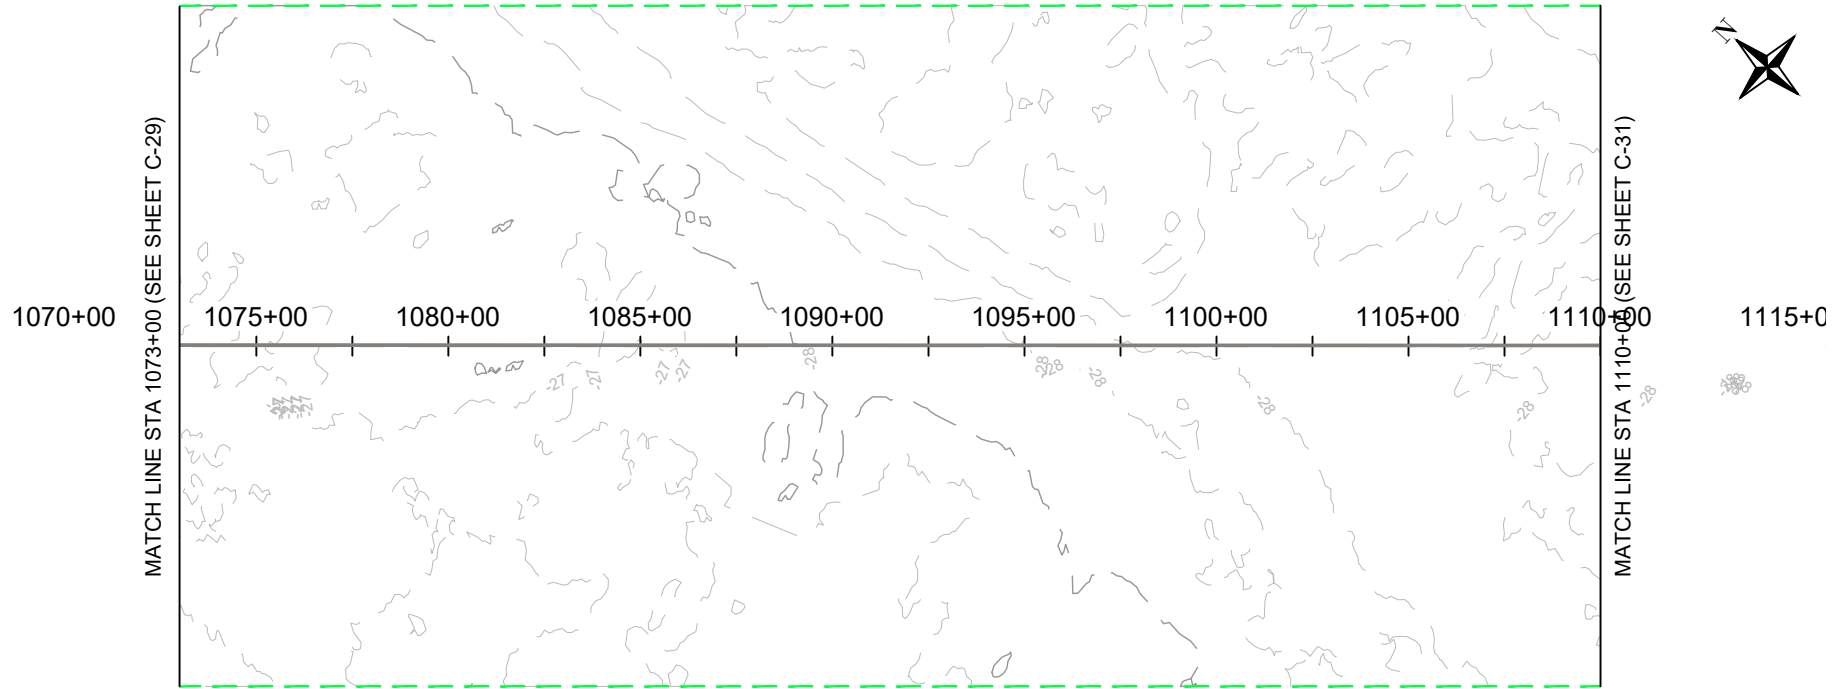 N
MATCH LINE STA 1073+00 (SEE SHEET C-29)
MATCH LINE STA 1110+00 (SEE SHEET C-31)
1070+00 1075+00 1080+00 1085+00 1090+00 1095+00 1100+00 1105+00 1110+00 1115+0
-28 -28 -28
-27 -27 -27 -27 -28
-28 -28 -28